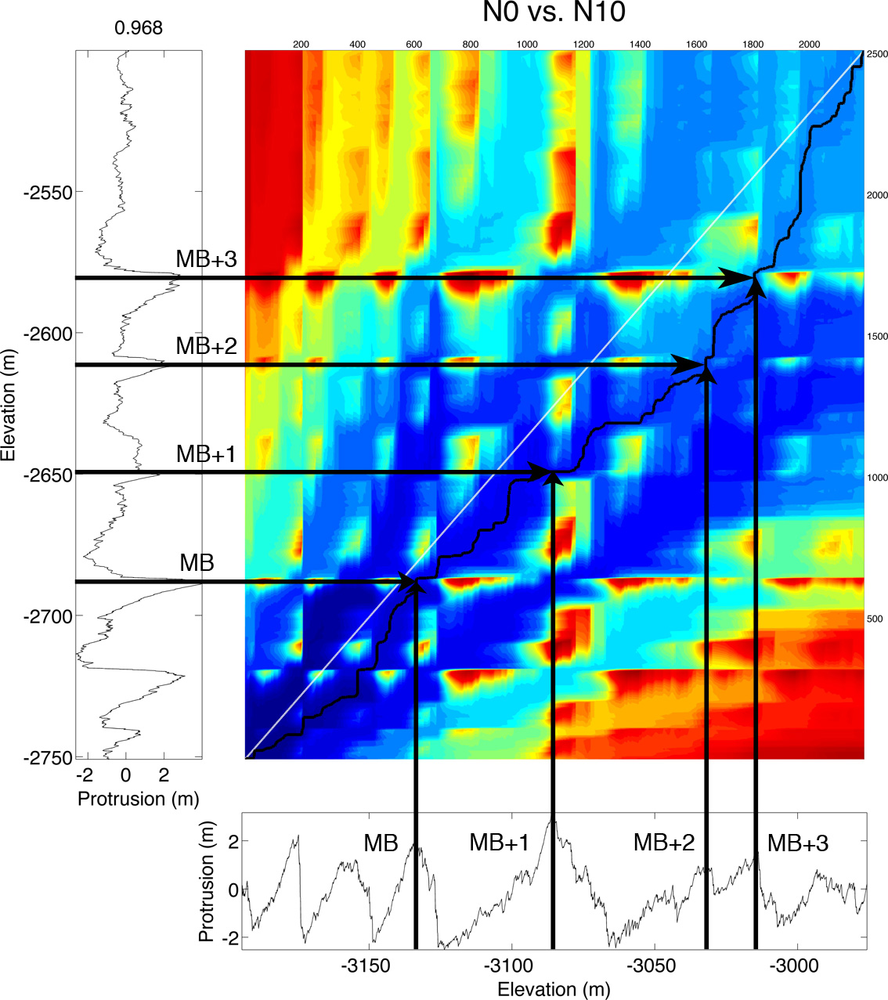 N0 vs. N10
0.968
200 400 600 800 1000 1200 1400 1600 1800 2000
2500
2000
1500
1000
500
-2550
-2600
-2650
-2700
-2750
Elevation (m)
MB+3
MB+2
MB+1
MB
-2 0 2
Protrusion (m)
Protrusion (m)
2
0
-2
MB MB+1 MB+2 MB+3
-3150 -3100 -3050 -3000
Elevation (m)